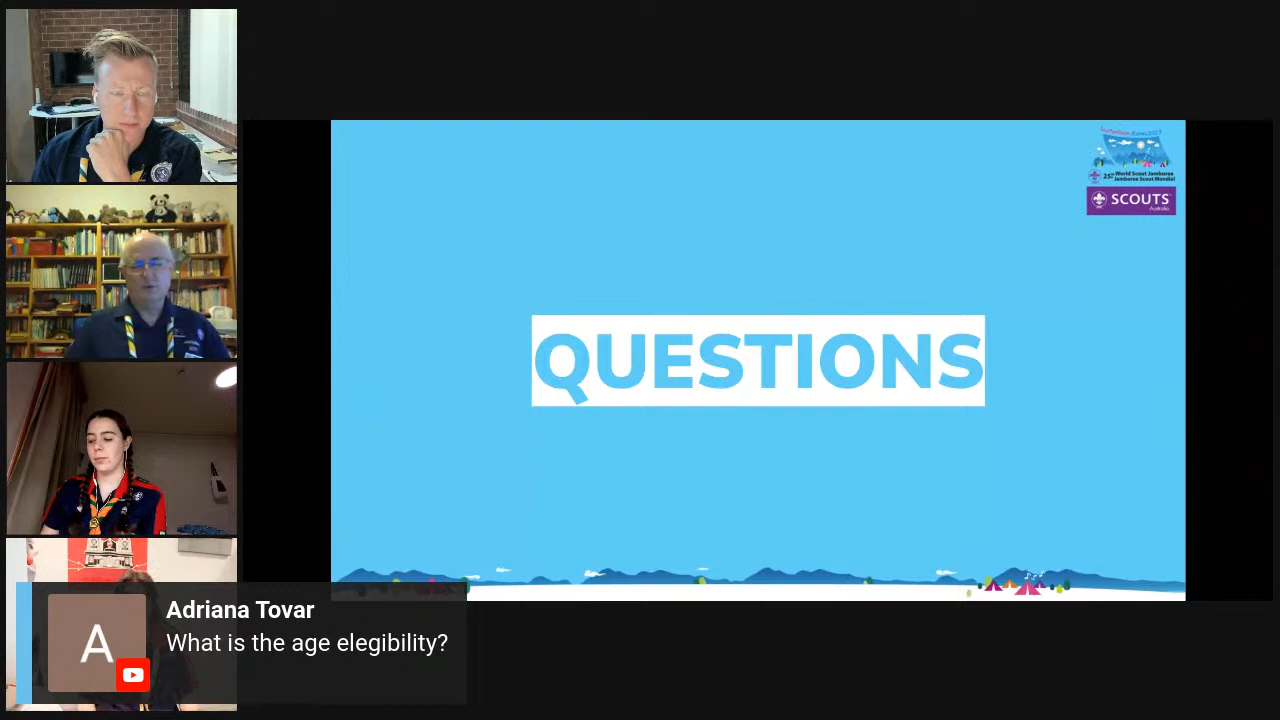 25th World Scout Jamboree
Jamboree Scout Mondial
SCOUTS
Australia
QUESTIONS
A
Adriana Tovar
What is the age elegibility?